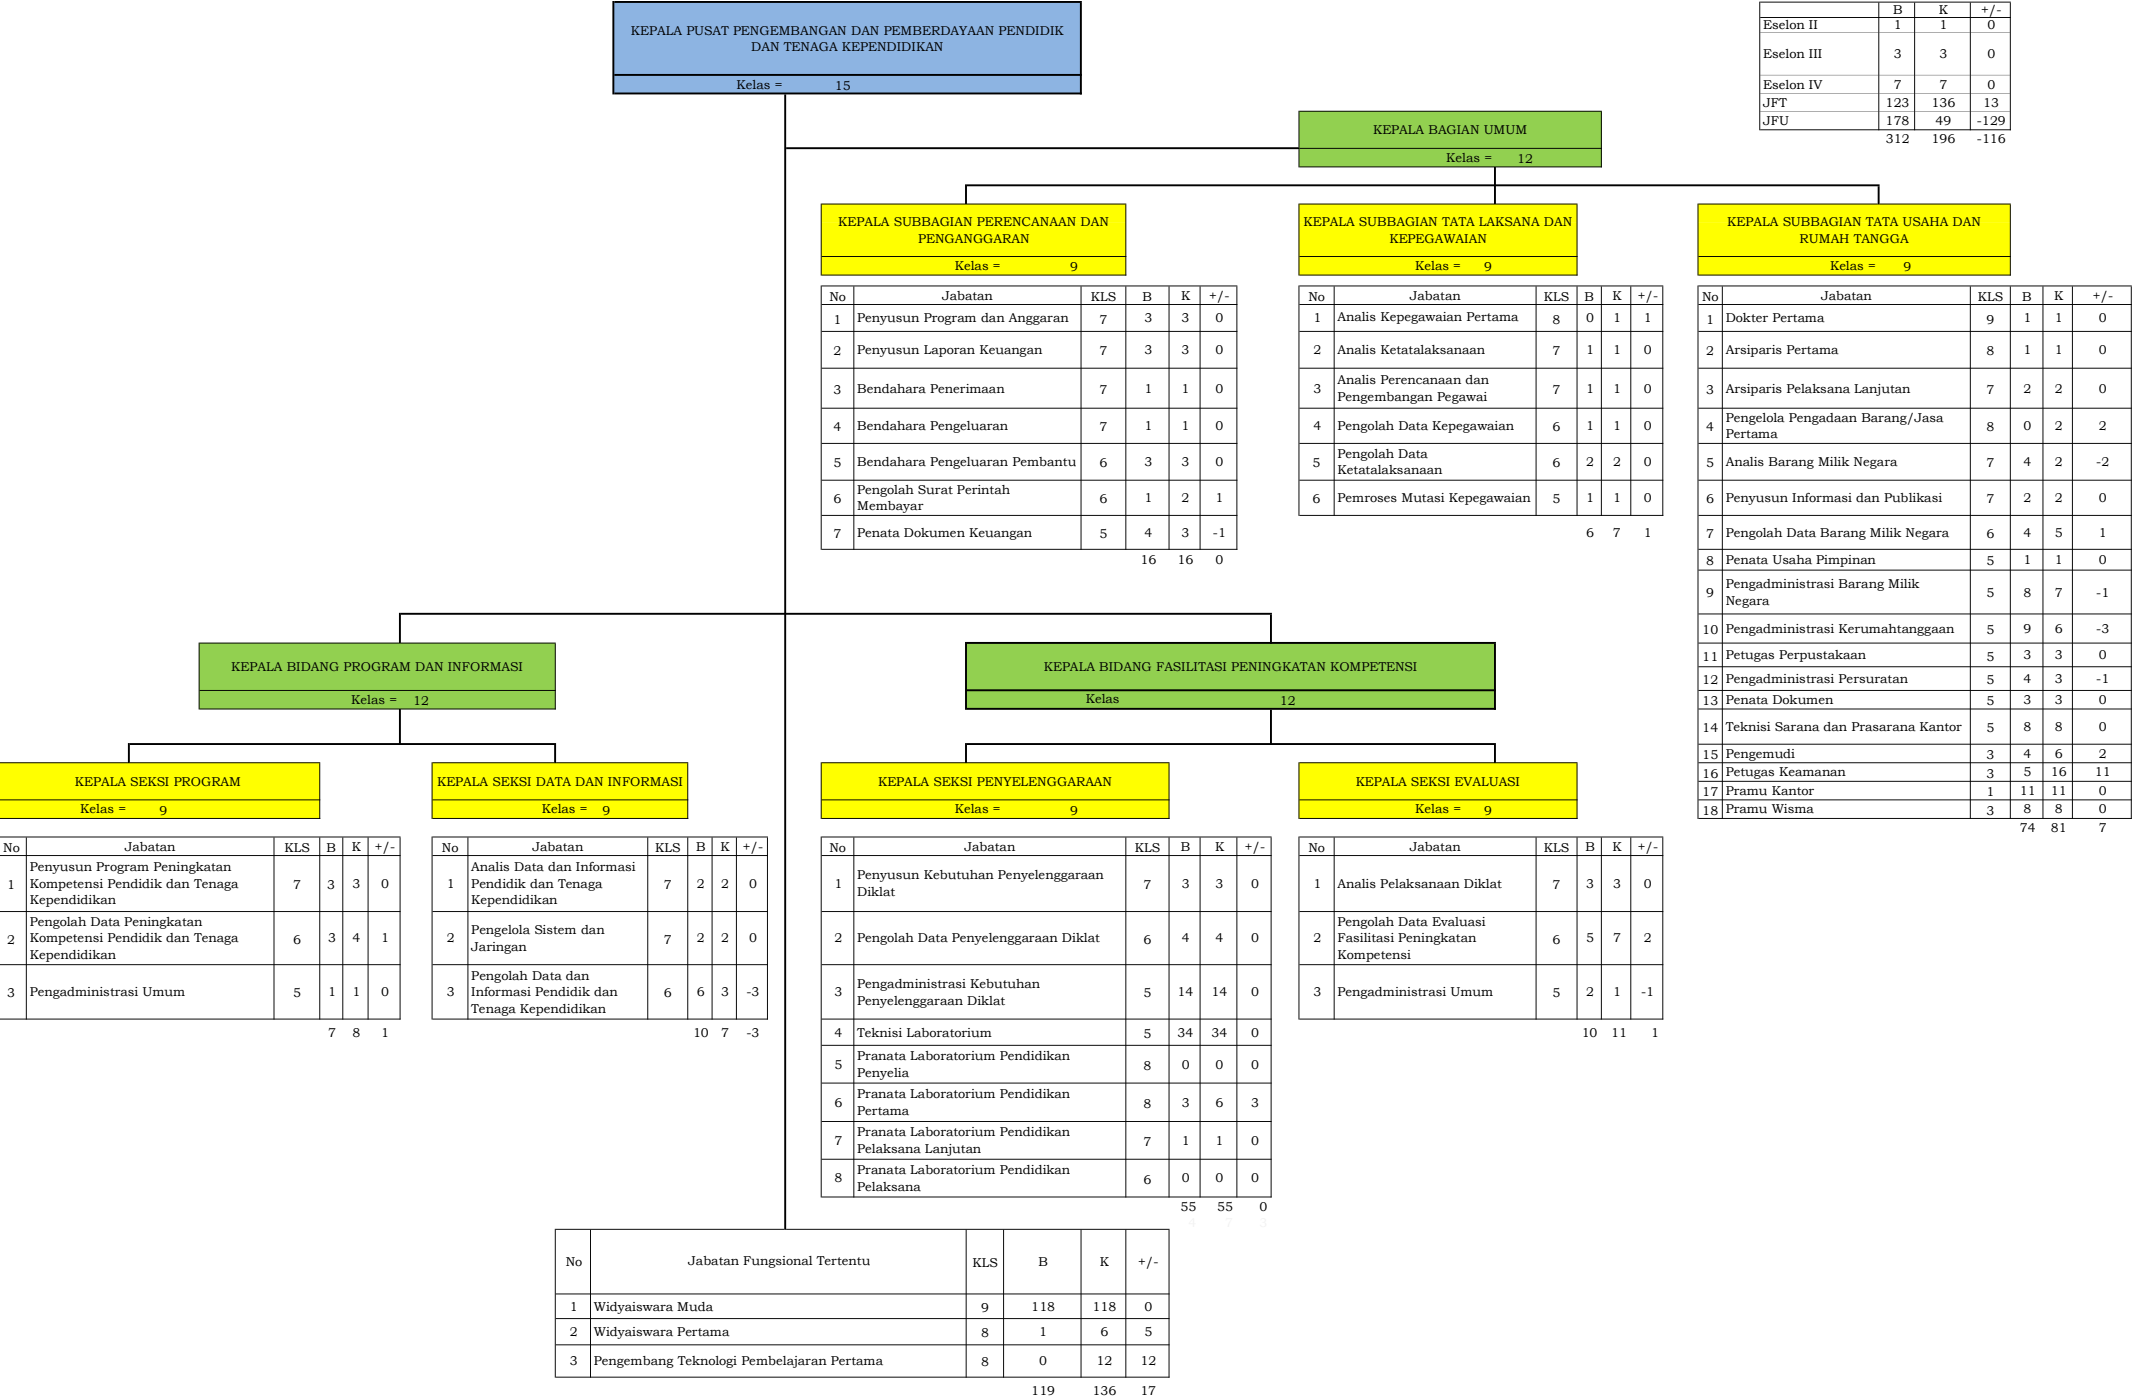 KEPALA PUSAT PENGEMBANGAN DAN PEMBERDAYAAN PENDIDIK
DAN TENAGA KEPENDIDIKAN
Kelas = 15
B K +/-
Eselon II 1 1 0
Eselon III 3 3 0
Eselon IV 7 7 0
JFT 123 136 13
JFU 178 49 -129
312 196 -116
KEPALA BAGIAN UMUM
Kelas = 12
KEPALA SUBBAGIAN PERENCANAAN DAN
PENGANGGARAN
Kelas = 9
No Jabatan KLS B K +/-
1 Penyusun Program dan Anggaran 7 3 3 0
2 Penyusun Laporan Keuangan 7 3 3 0
3 Bendahara Penerimaan 7 1 1 0
4 Bendahara Pengeluaran 7 1 1 0
5 Bendahara Pengeluaran Pembantu 6 3 3 0
6 Pengolah Surat Perintah
Membayar 6 1 2 1
7 Penata Dokumen Keuangan 5 4 3 -1
16 16 0
KEPALA SUBBAGIAN TATA LAKSANA DAN
KEPEGAWAIAN
Kelas = 9
No Jabatan KLS B K +/-
1 Analis Kepegawaian Pertama 8 0 1 1
2 Analis Ketatalaksanaan 7 1 1 0
3 Analis Perencanaan dan
Pengembangan Pegawai 7 1 1 0
4 Pengolah Data Kepegawaian 6 1 1 0
5 Pengolah Data
Ketatalaksanaan 6 2 2 0
6 Pemroses Mutasi Kepegawaian 5 1 1 0
6 7 1
KEPALA SUBBAGIAN TATA USAHA DAN
RUMAH TANGGA
Kelas = 9
No Jabatan KLS B K +/-
1 Dokter Pertama 9 1 1 0
2 Arsiparis Pertama 8 1 1 0
3 Arsiparis Pelaksana Lanjutan 7 2 2 0
4 Pengelola Pengadaan Barang/Jasa
Pertama 8 0 2 2
5 Analis Barang Milik Negara 7 4 2 -2
6 Penyusun Informasi dan Publikasi 7 2 2 0
7 Pengolah Data Barang Milik Negara 6 4 5 1
8 Penata Usaha Pimpinan 5 1 1 0
9 Pengadministrasi Barang Milik
Negara 5 8 7 -1
10 Pengadministrasi Kerumahtanggaan 5 9 6 -3
11 Petugas Perpustakaan 5 3 3 0
12 Pengadministrasi Persuratan 5 4 3 -1
13 Penata Dokumen 5 3 3 0
14 Teknisi Sarana dan Prasarana Kantor 5 8 8 0
15 Pengemudi 3 4 6 2
16 Petugas Keamanan 3 5 16 11
17 Pramu Kantor 1 11 11 0
18 Pramu Wisma 3 8 8 0
74 81 7
KEPALA BIDANG PROGRAM DAN INFORMASI
Kelas = 12
KEPALA BIDANG FASILITASI PENINGKATAN KOMPETENSI
Kelas 12
KEPALA SEKSI PROGRAM
Kelas = 9
No Jabatan KLS B K +/-
1 Penyusun Program Peningkatan
Kompetensi Pendidik dan Tenaga
Kependidikan 7 3 3 0
2 Pengolah Data Peningkatan
Kompetensi Pendidik dan Tenaga
Kependidikan 6 3 4 1
3 Pengadministrasi Umum 5 1 1 0
7 8 1
KEPALA SEKSI DATA DAN INFORMASI
Kelas = 9
No Jabatan KLS B K +/-
1 Analis Data dan Informasi
Pendidik dan Tenaga
Kependidikan 7 2 2 0
2 Pengelola Sistem dan
Jaringan 7 2 2 0
3 Pengolah Data dan
Informasi Pendidik dan
Tenaga Kependidikan 6 6 3 -3
10 7 -3
KEPALA SEKSI PENYELENGGARAAN
Kelas = 9
No Jabatan KLS B K +/-
1 Penyusun Kebutuhan Penyelenggaraan
Diklat 7 3 3 0
2 Pengolah Data Penyelenggaraan Diklat 6 4 4 0
3 Pengadministrasi Kebutuhan
Penyelenggaraan Diklat 5 14 14 0
4 Teknisi Laboratorium 5 34 34 0
5 Pranata Laboratorium Pendidikan
Penyelia 8 0 0 0
6 Pranata Laboratorium Pendidikan
Pertama 8 3 6 3
7 Pranata Laboratorium Pendidikan
Pelaksana Lanjutan 7 1 1 0
8 Pranata Laboratorium Pendidikan
Pelaksana 6 0 0 0
55 55 0
4 7 3
KEPALA SEKSI EVALUASI
Kelas = 9
No Jabatan KLS B K +/-
1 Analis Pelaksanaan Diklat 7 3 3 0
2 Pengolah Data Evaluasi
Fasilitasi Peningkatan
Kompetensi 6 5 7 2
3 Pengadministrasi Umum 5 2 1 -1
10 11 1
No Jabatan Fungsional Tertentu KLS B K +/-
1 Widyaiswara Muda 9 118 118 0
2 Widyaiswara Pertama 8 1 6 5
3 Pengembang Teknologi Pembelajaran Pertama 8 0 12 12
119 136 17